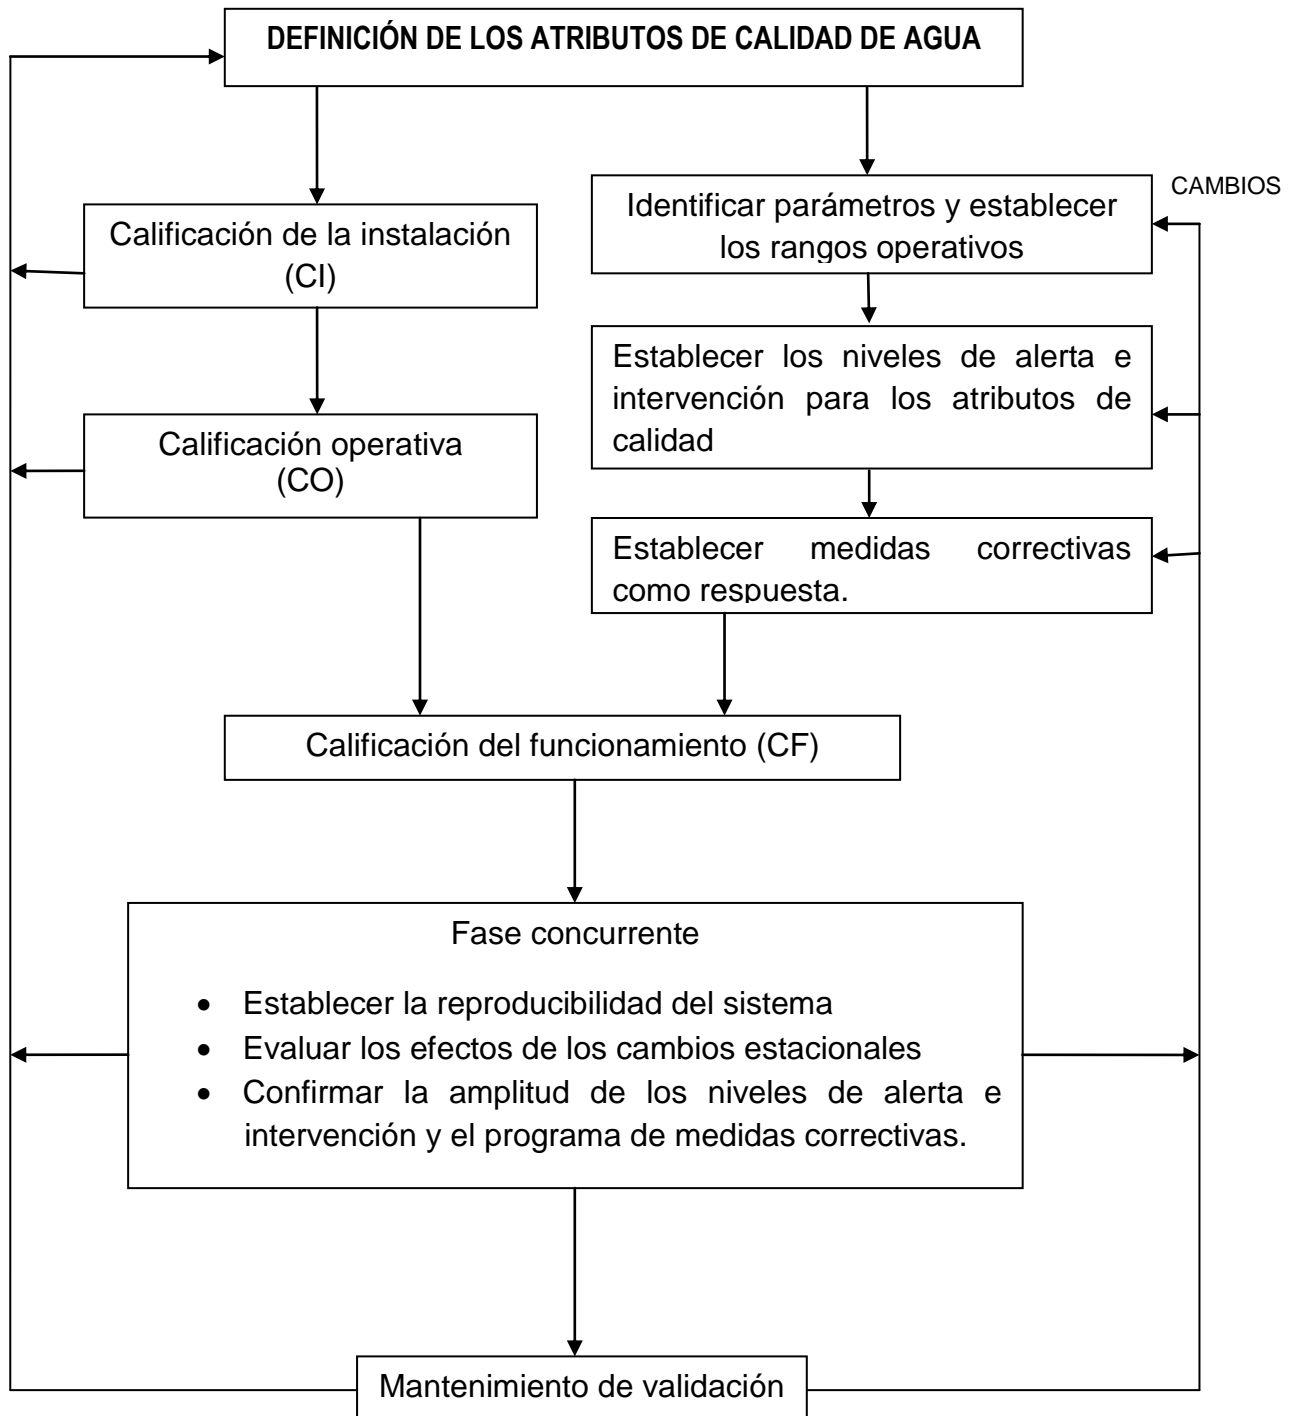 DEFINICIÓN DE LOS ATRIBUTOS DE CALIDAD DE AGUA
CAMBIOS
Calificación de la instalación
(CI)
Identificar parámetros y establecer
los rangos operativos
Establecer los niveles de alerta e
intervención para los atributos de
calidad
Calificación operativa
(CO)
Establecer medidas correctivas
como respuesta.
Calificación del funcionamiento (CF)
Fase concurrente
• Establecer la reproducibilidad del sistema
• Evaluar los efectos de los cambios estacionales
• Confirmar la amplitud de los niveles de alerta e
intervención y el programa de medidas correctivas.
Mantenimiento de validación